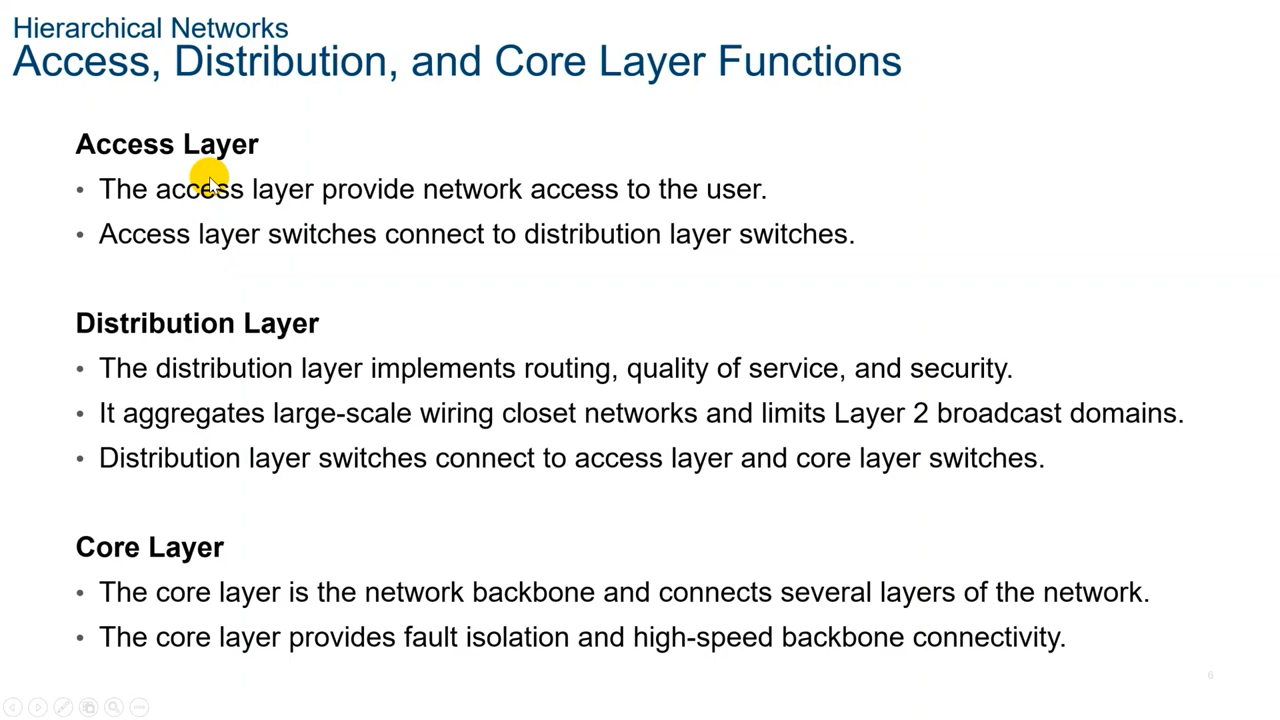 Hierarchical Networks
Access, Distribution, and Core Layer Functions
Access Layer
• The access layer provide network access to the user.
• Access layer switches connect to distribution layer switches.
Distribution Layer
• The distribution layer implements routing, quality of service, and security.
• It aggregates large-scale wiring closet networks and limits Layer 2 broadcast domains.
• Distribution layer switches connect to access layer and core layer switches.
Core Layer
• The core layer is the network backbone and connects several layers of the network.
• The core layer provides fault isolation and high-speed backbone connectivity.
6